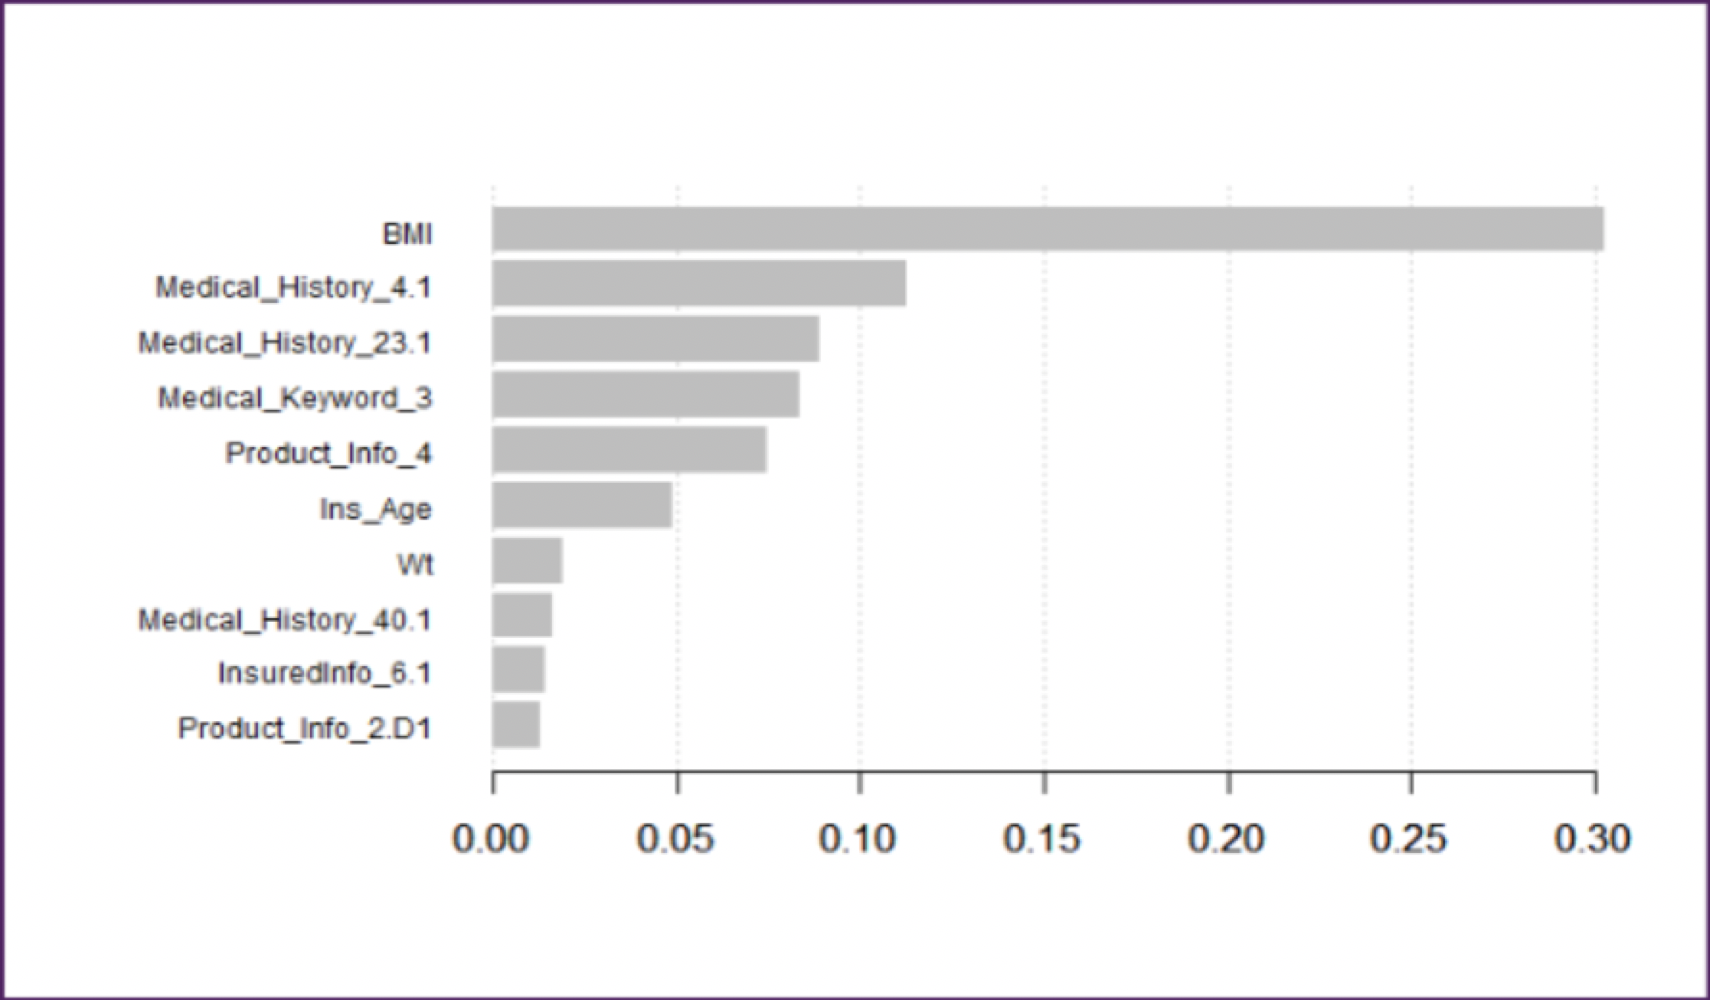 BMI
Medical_History_4.1
Medical_History_23.1
Medical_Keyword_3
Product_Info_4
Ins_Age
Wt
Medical_History_40.1
InsuredInfo_6.1
Product_Info_2.D1
0.00 0.05 0.10 0.15 0.20 0.25 0.30